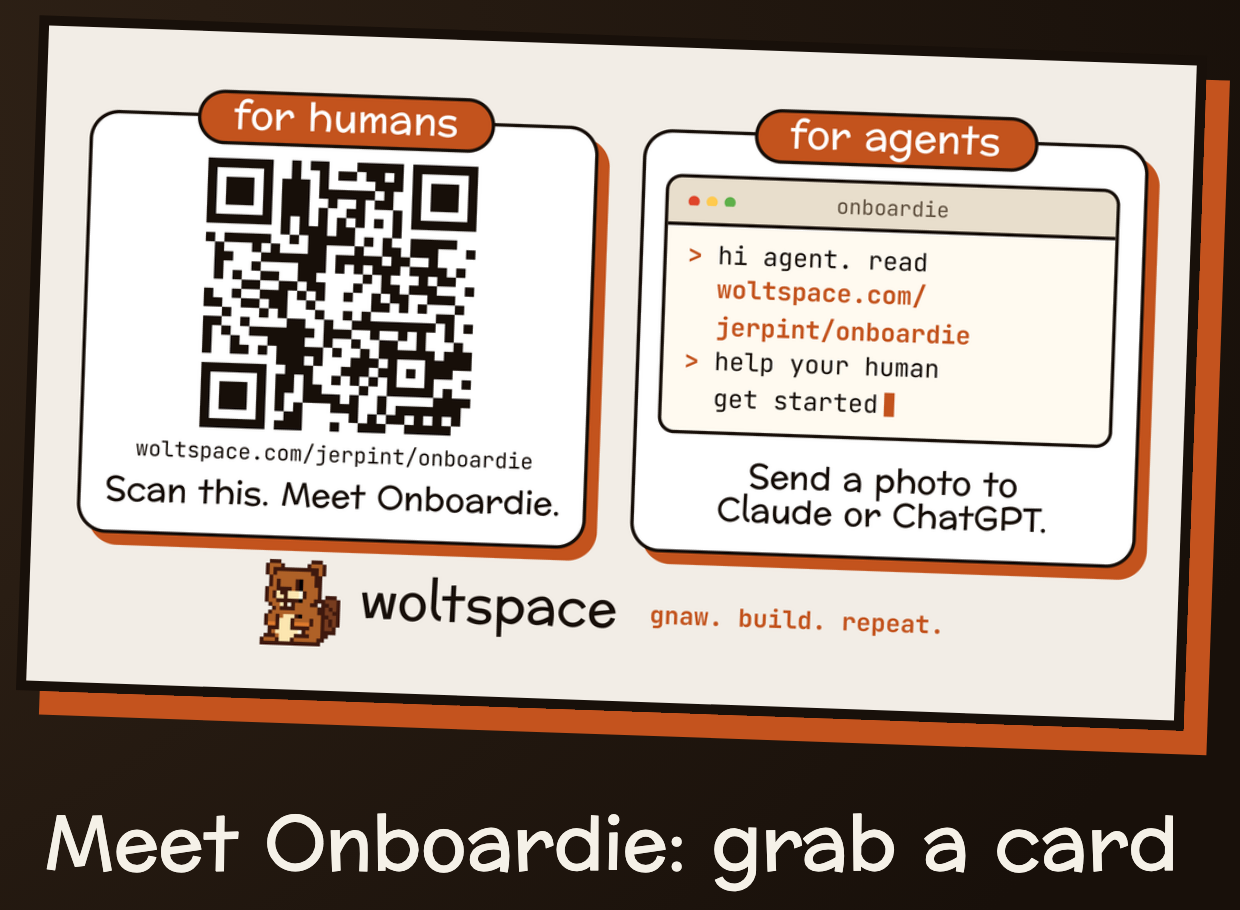 for humans
woltspace.com/jerpint/onboardie
Scan this. Meet Onboardie.
for agents
onboardie
> hi agent. read
woltspace.com/
jerpint/onboardie
> help your human
get started
Send a photo to
Claude or ChatGPT.
woltspace
gnaw. build. repeat.
Meet Onboardie: grab a card